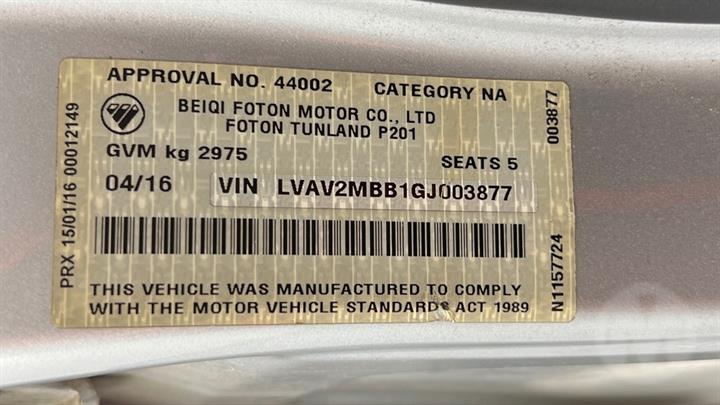 APPROVAL NO. 44002 CATEGORY NA
BEIQI FOTON MOTOR CO., LTD
FOTON TUNLAND P201
GVM kg 2975 SEATS 5
04/16 VIN LVAV2MBB1GJ003877
THIS VEHICLE WAS MANUFACTURED TO COMPLY
WITH THE MOTOR VEHICLE STANDARDS ACT 1989
PRX 15/01/16 00012149
003877
N1157724